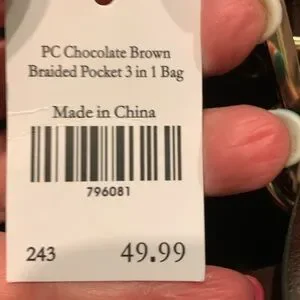 PC Chocolate Brown
Braided Pocket 3 in 1 Bag
Made in China
796081
243 49.99